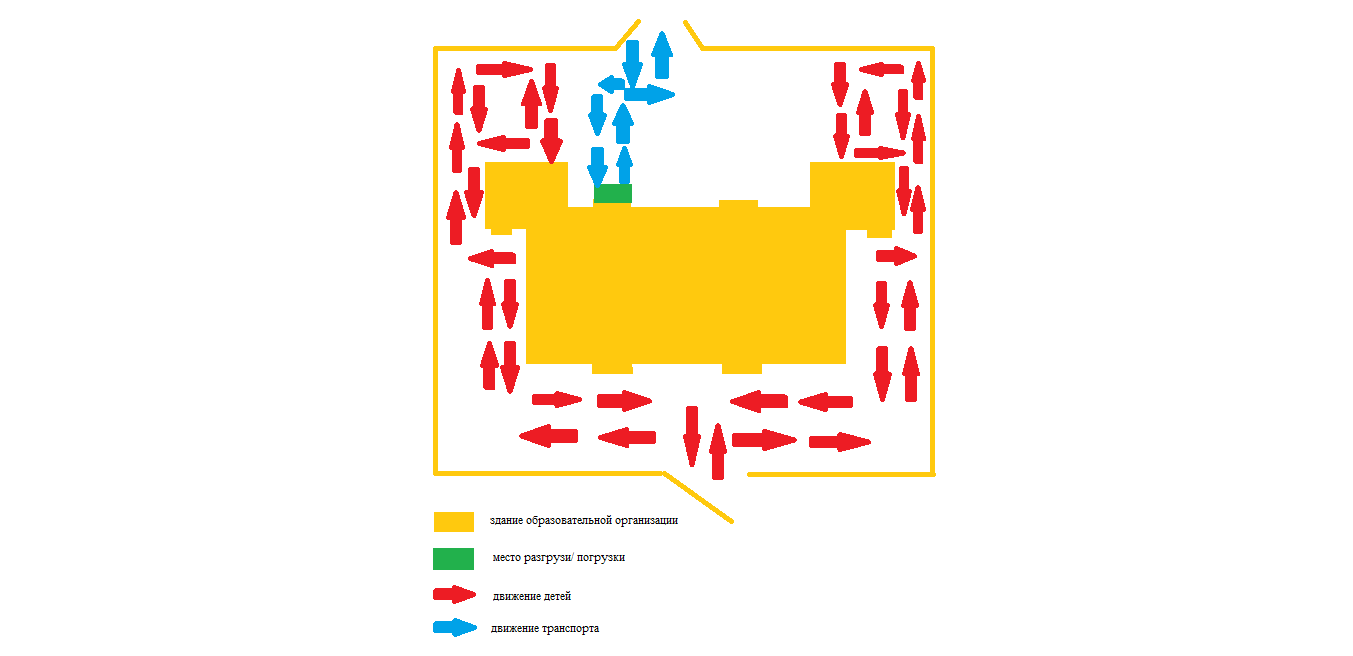 здание образовательной организации
место разгрузи/ погрузки
движение детей
движение транспорта